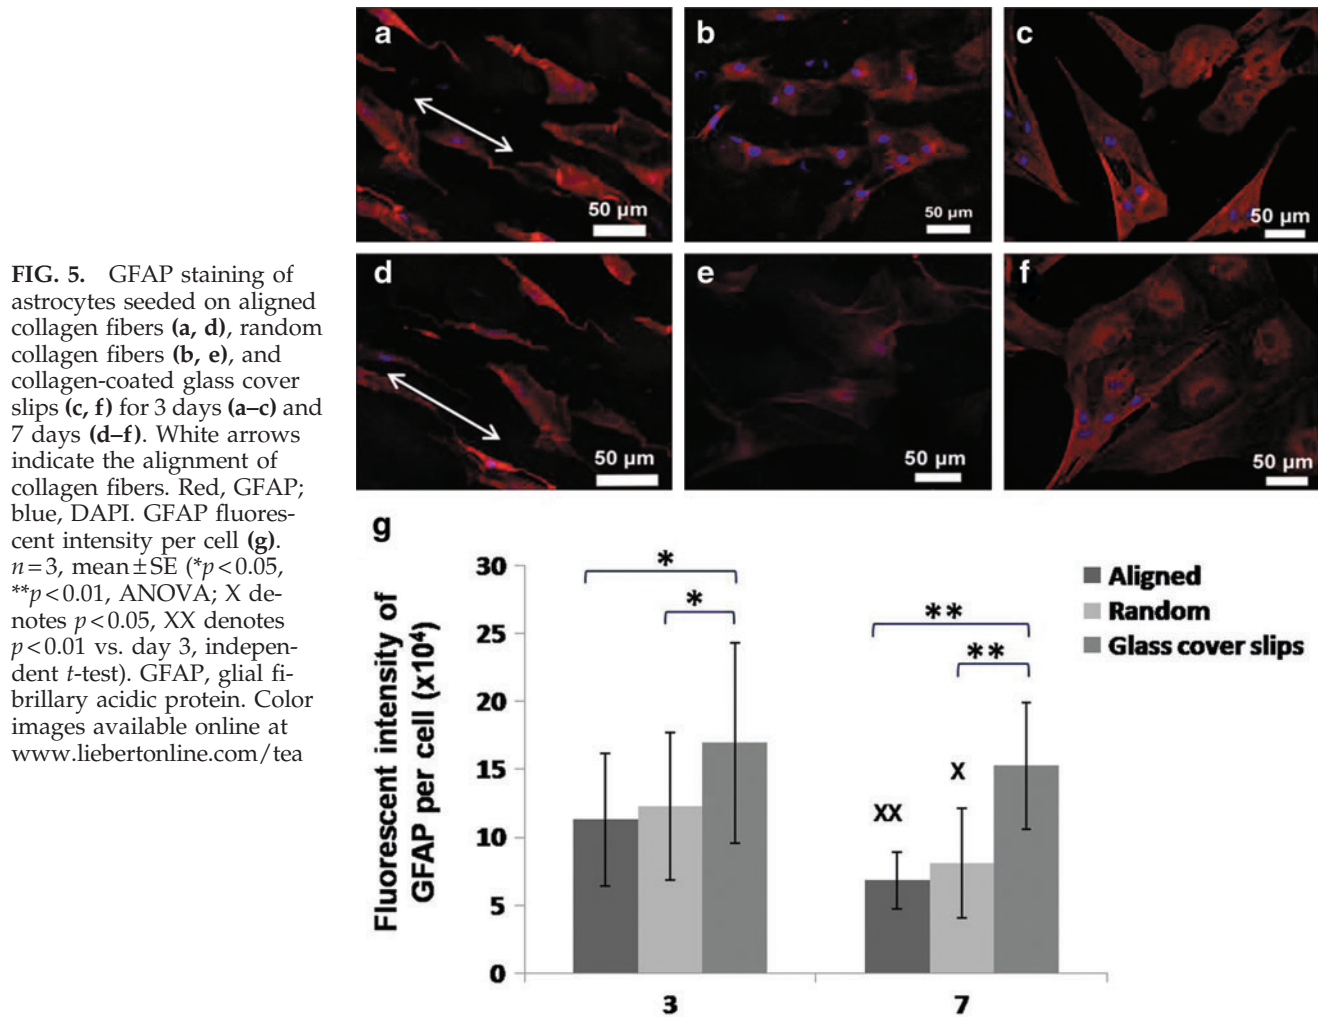 FIG. 5. GFAP staining of
astrocytes seeded on aligned
collagen fibers (a, d), random
collagen fibers (b, e), and
collagen-coated glass cover
slips (c, f) for 3 days (a–c) and
7 days (d–f). White arrows
indicate the alignment of
collagen fibers. Red, GFAP;
blue, DAPI. GFAP fluores-
cent intensity per cell (g).
n=3, mean±SE (*p<0.05,
**p<0.01, ANOVA; X de-
notes p<0.05, XX denotes
p<0.01 vs. day 3, indepen-
dent t-test). GFAP, glial fi-
brillary acidic protein. Color
images available online at
www.liebertonline.com/tea
a
50 µm
b
50 µm
c
50 µm
d
50 µm
e
50 µm
f
50 µm
g
Fluorescent intensity of
GFAP per cell (x10⁴)
30
25
20
15
10
5
0
*
*
**
**
XX
X
3
7
Aligned
Random
Glass cover slips